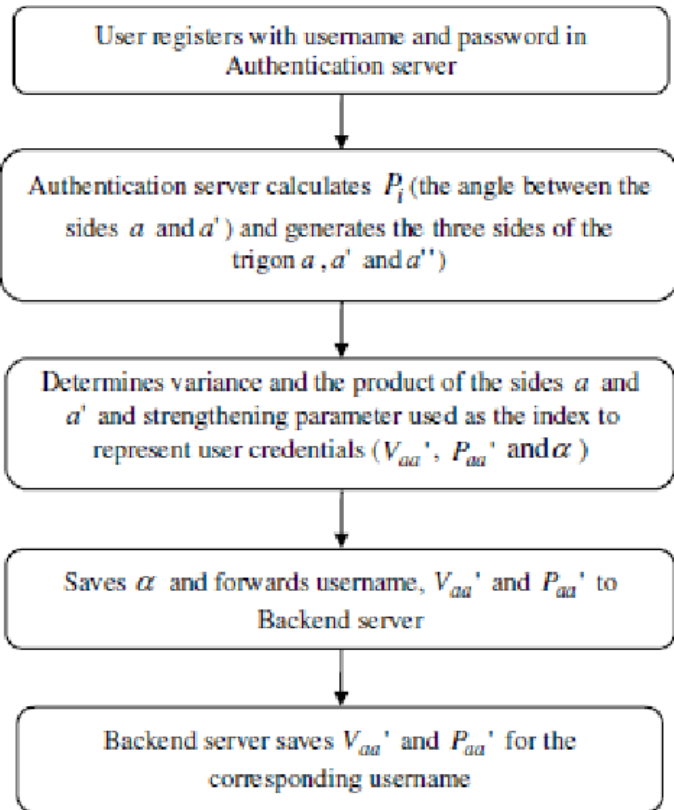 User registers with username and password in
Authentication server
Authentication server calculates P_i (the angle between the
sides a and a') and generates the three sides of the
trigon a , a' and a'')
Determines variance and the product of the sides a and
a' and strengthening parameter used as the index to
represent user credentials (V_aa', P_aa' and α )
Saves α and forwards username, V_aa' and P_aa' to
Backend server
Backend server saves V_aa' and P_aa' for the
corresponding username